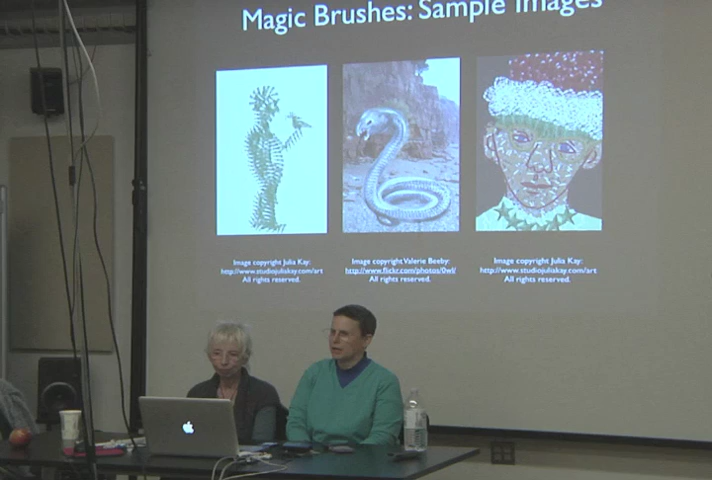 Magic Brushes: Sample Images
Image copyright Julia Kay:
http://www.studiojuliakay.com/art
All rights reserved.
Image copyright Valerie Beeby:
http://www.flickr.com/photos/0wl/
All rights reserved.
Image copyright Julia Kay:
http://www.studiojuliakay.com/art
All rights reserved.